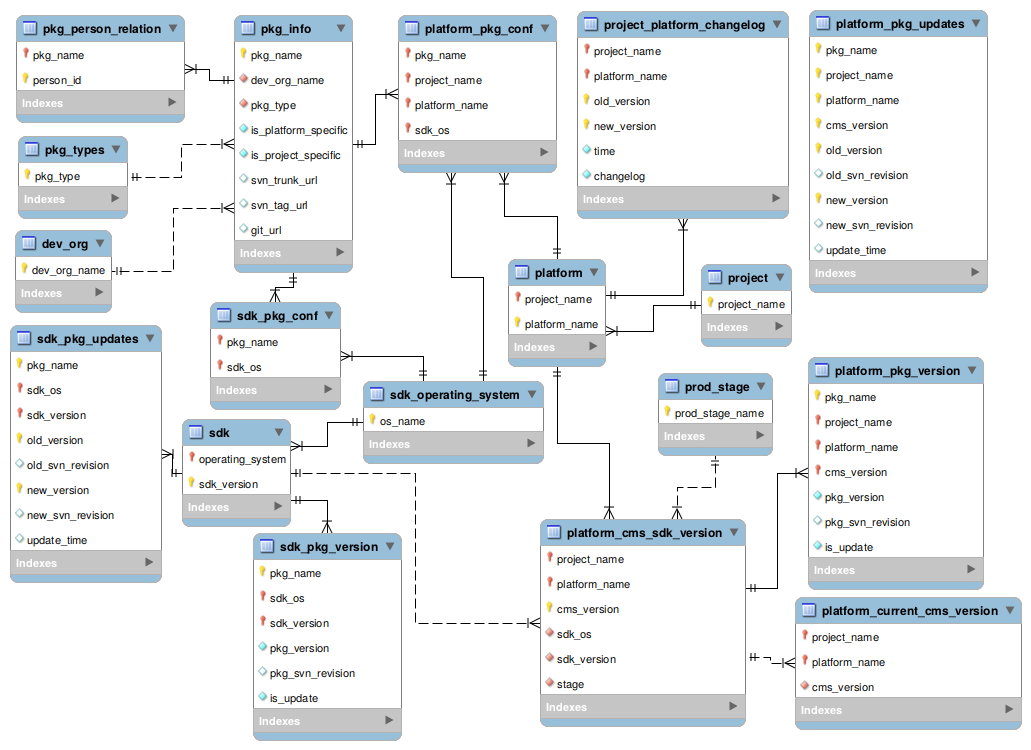 pkg_person_relation
pkg_name
person_id
Indexes
pkg_info
pkg_name
dev_org_name
pkg_type
is_platform_specific
is_project_specific
svn_trunk_url
svn_tag_url
git_url
Indexes
platform_pkg_conf
pkg_name
project_name
platform_name
sdk_os
Indexes
project_platform_changelog
project_name
platform_name
old_version
new_version
time
changelog
Indexes
platform_pkg_updates
pkg_name
project_name
platform_name
cms_version
old_version
old_svn_revision
new_version
new_svn_revision
update_time
Indexes
pkg_types
pkg_type
Indexes
dev_org
dev_org_name
Indexes
platform
project_name
platform_name
Indexes
project
project_name
Indexes
sdk_pkg_conf
pkg_name
sdk_os
Indexes
sdk_pkg_updates
pkg_name
sdk_os
sdk_version
old_version
old_svn_revision
new_version
new_svn_revision
update_time
Indexes
sdk_operating_system
os_name
Indexes
prod_stage
prod_stage_name
Indexes
platform_pkg_version
pkg_name
project_name
platform_name
cms_version
pkg_version
pkg_svn_revision
is_update
Indexes
sdk
operating_system
sdk_version
Indexes
sdk_pkg_version
pkg_name
sdk_os
sdk_version
pkg_version
pkg_svn_revision
is_update
Indexes
platform_cms_sdk_version
project_name
platform_name
cms_version
sdk_os
sdk_version
stage
Indexes
platform_current_cms_version
project_name
platform_name
cms_version
Indexes